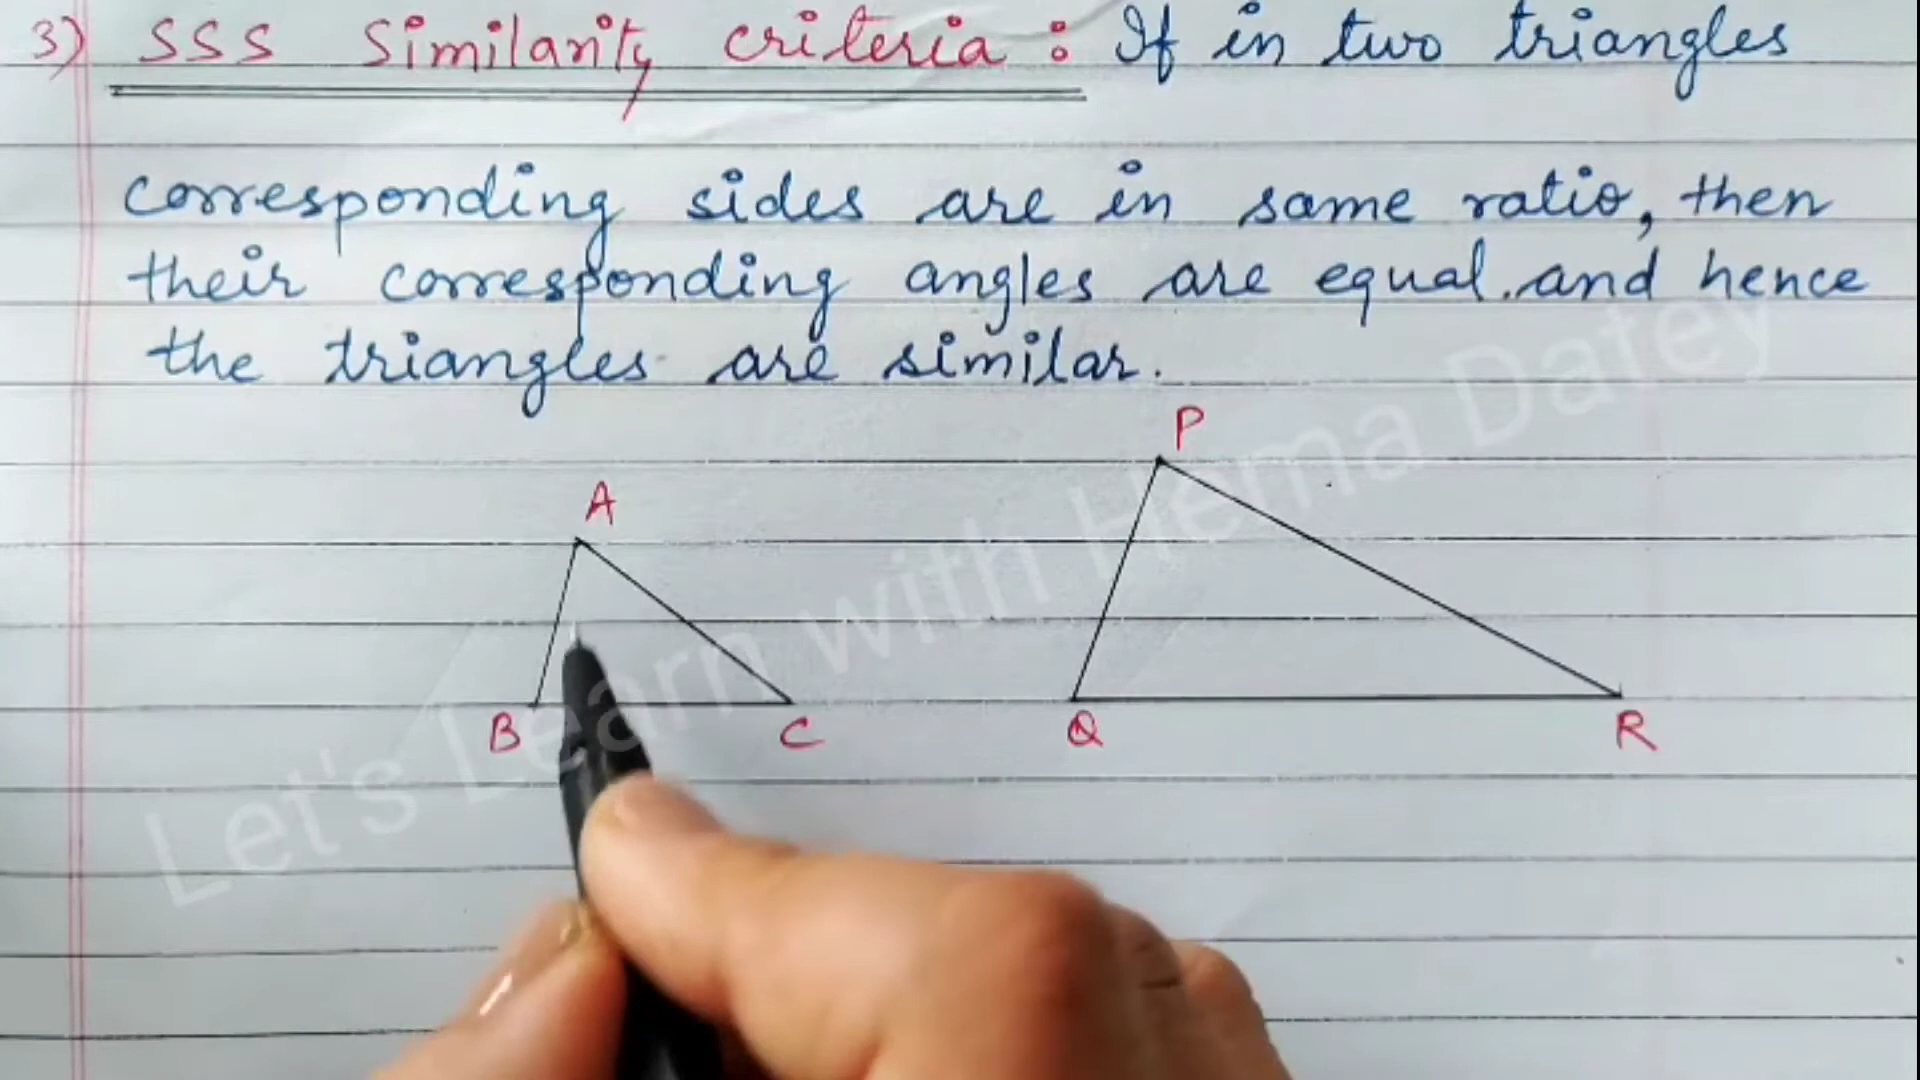 3) SSS Similarity criteria : If in two triangles
corresponding sides are in same ratio, then
their corresponding angles are equal. and hence
the triangles are similar.
P
A
B C Q R
Let's Learn with Hema Datey